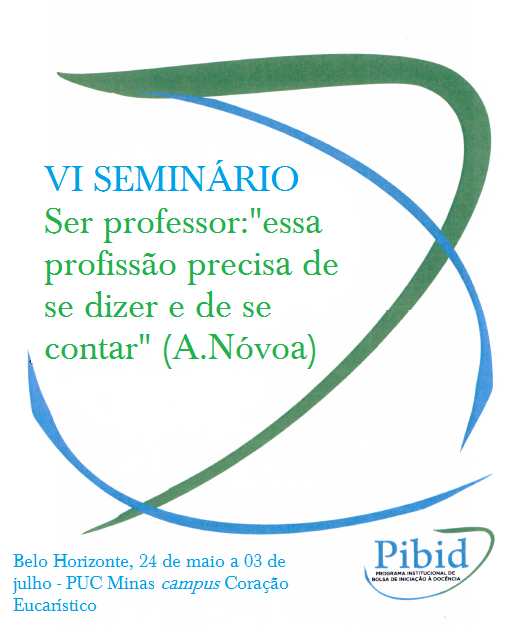 VI SEMINÁRIO
Ser professor:"essa
profissão precisa de
se dizer e de se
contar" (A.Nóvoa)
Belo Horizonte, 24 de maio a 03 de
julho - PUC Minas campus Coração
Eucarístico
Pibid
PROGRAMA INSTITUCIONAL DE
BOLSA DE INICIAÇÃO À DOCÊNCIA